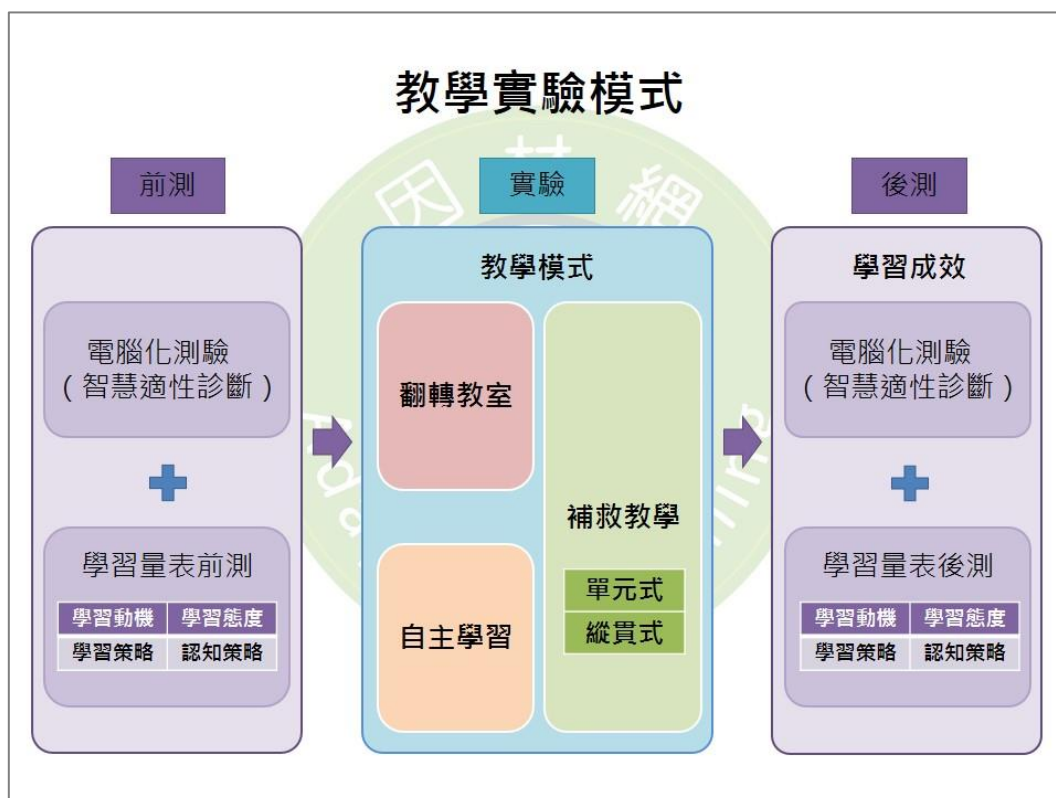 教學實驗模式
因材網
前測
電腦化測驗
(智慧適性診斷)
學習量表前測
學習動機 學習態度
學習策略 認知策略
實驗
教學模式
翻轉教室
自主學習
補救教學
單元式
縱貫式
後測
學習成效
電腦化測驗
(智慧適性診斷)
學習量表後測
學習動機 學習態度
學習策略 認知策略